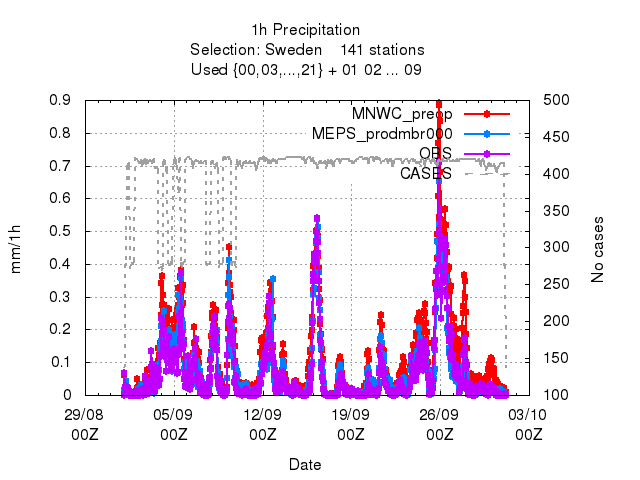 1h Precipitation
Selection: Sweden 141 stations
Used {00,03,...,21} + 01 02 ... 09
0.9 500
MNWC_preop
0.8 450
MEPS_prodmbr000
OBS
0.7 400
CASES
0.6 350
0.5 300
0.4 250
0.3 200
0.2 150
0.1 100
0
mm/1h
No cases
29/08 05/09 12/09 19/09 26/09 03/10
00Z 00Z 00Z 00Z 00Z 00Z
Date